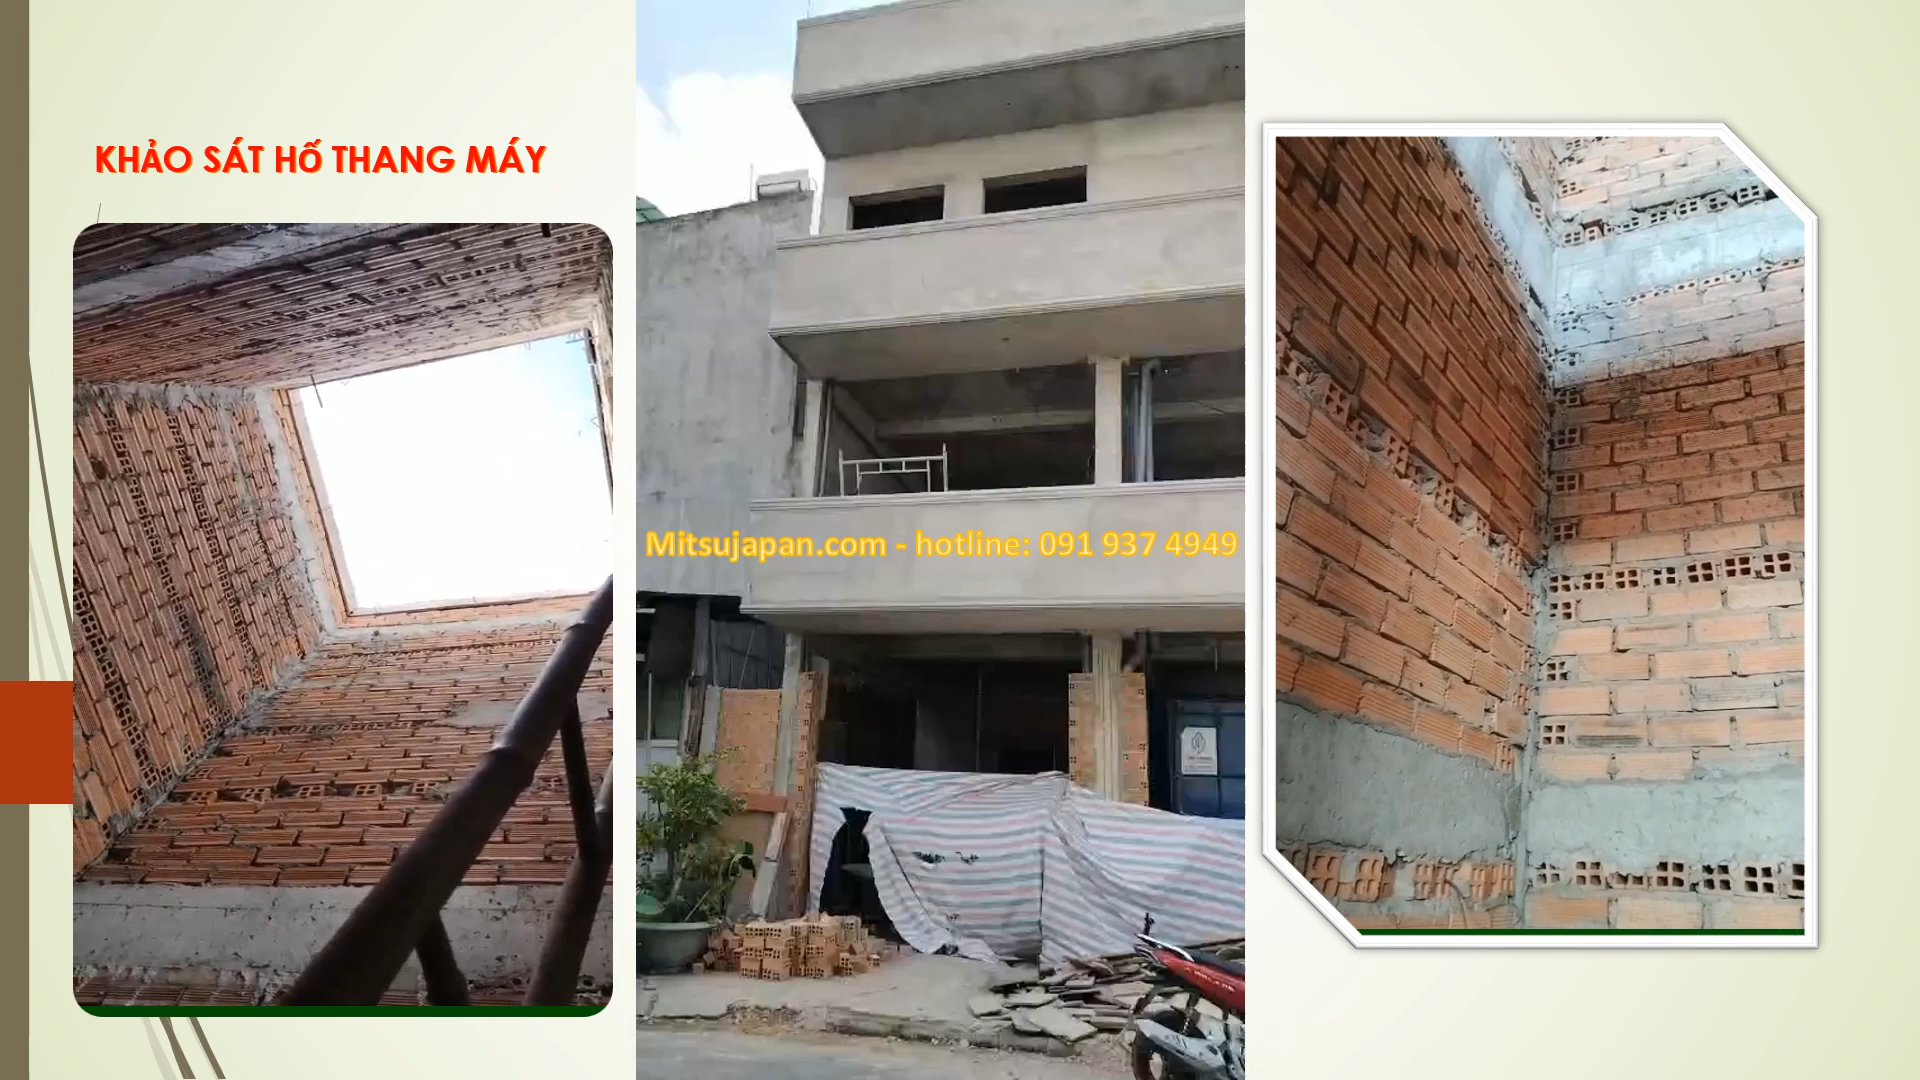 KHẢO SÁT HỐ THANG MÁY
Mitsujapan.com - hotline: 091 937 4949